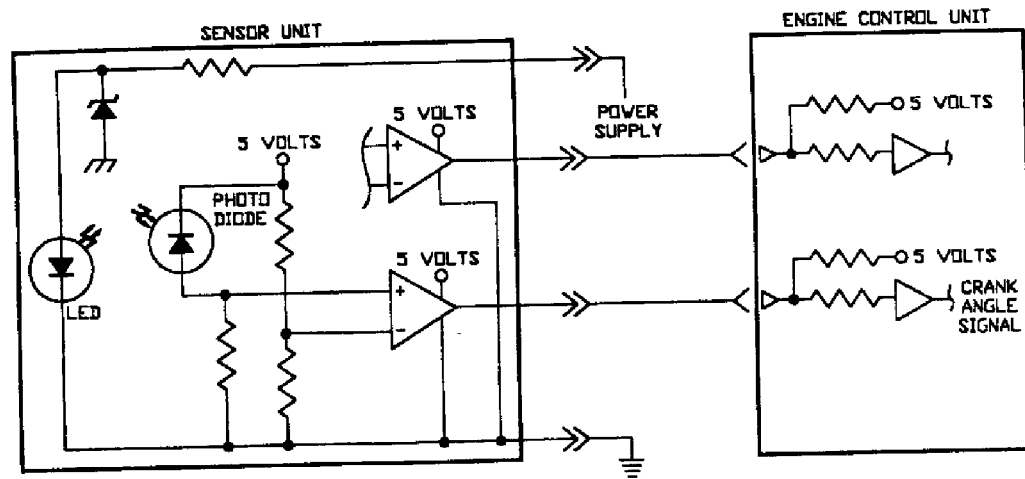 SENSOR UNIT
ENGINE CONTROL UNIT
POWER
SUPPLY
5 VOLTS
5 VOLTS
5 VOLTS
PHOTO
DIODE
5 VOLTS
5 VOLTS
LED
CRANK
ANGLE
SIGNAL